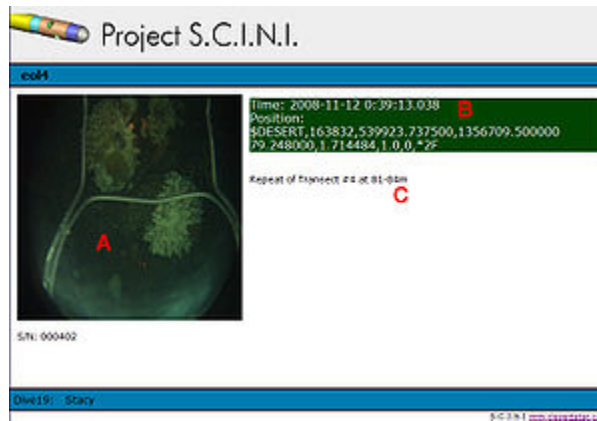 Project S.C.I.N.I.
eol4
Time: 2008-11-12 0:39:13.038
B
Position:
$DESERT,163832,539923.737500,1356709.500000
79.248000,1.714484,1.0,0,*2F
Repeat of Transect #4 at 81-84m
C
A
S/N: 000402
Dive19: Stacy
S.C.I.N.I